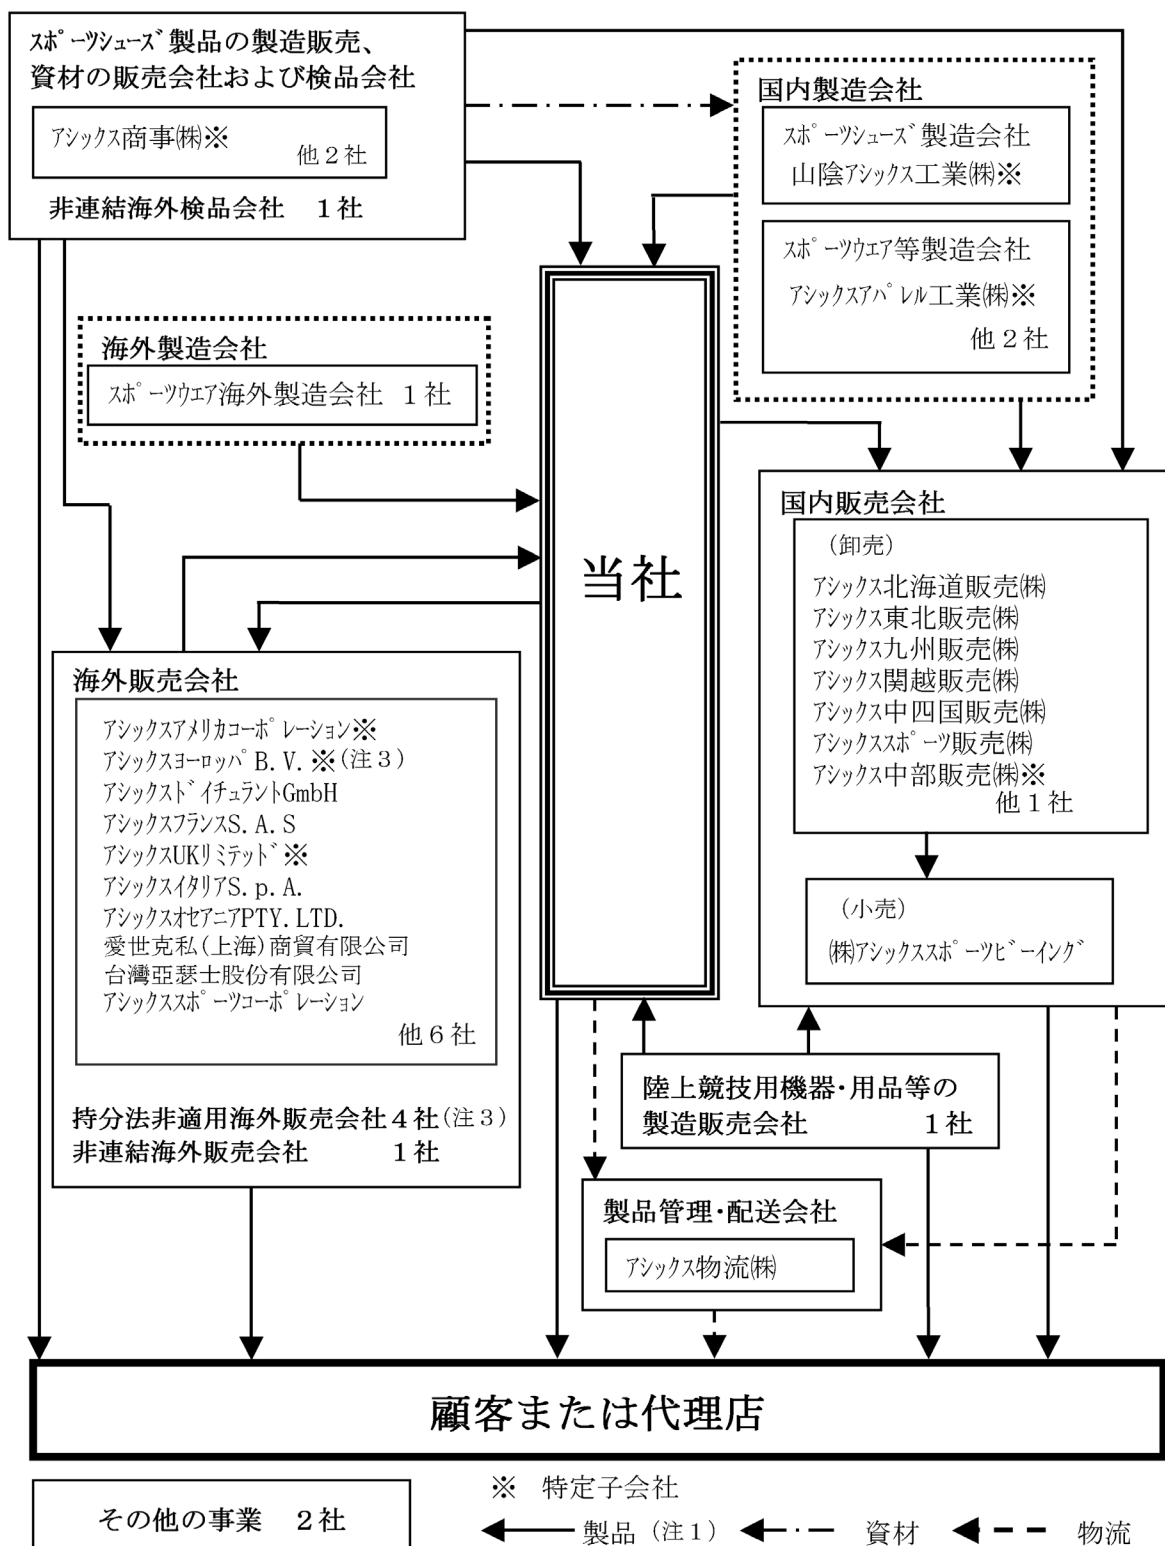 スポーツシューズ製品の製造販売、
資材の販売会社および検品会社
アシックス商事㈱※
他２社
非連結海外検品会社　１社
国内製造会社
スポーツシューズ製造会社
山陰アシックス工業㈱※
スポーツウエア等製造会社
アシックスアパレル工業㈱※
他２社
海外製造会社
スポーツウエア海外製造会社　１社
当社
国内販売会社
（卸売）
アシックス北海道販売㈱
アシックス東北販売㈱
アシックス九州販売㈱
アシックス関越販売㈱
アシックス中四国販売㈱
アシックススポーツ販売㈱
アシックス中部販売㈱※
他１社
（小売）
㈱アシックススポーツビーイング
海外販売会社
アシックスアメリカコーポレーション※
アシックスヨーロッパB.V.※(注３)
アシックスドイチュラントGmbH
アシックスフランスS.A.S
アシックスUKリミテッド※
アシックスイタリアS.p.A.
アシックスオセアニアPTY.LTD.
愛世克私(上海)商貿有限公司
台灣亞瑟士股份有限公司
アシックススポーツコーポレーション
他６社
持分法非適用海外販売会社４社(注３)
非連結海外販売会社　１社
陸上競技用機器・用品等の
製造販売会社　１社
製品管理・配送会社
アシックス物流㈱
顧客または代理店
その他の事業　２社
※　特定子会社
製品（注１）　資材　物流